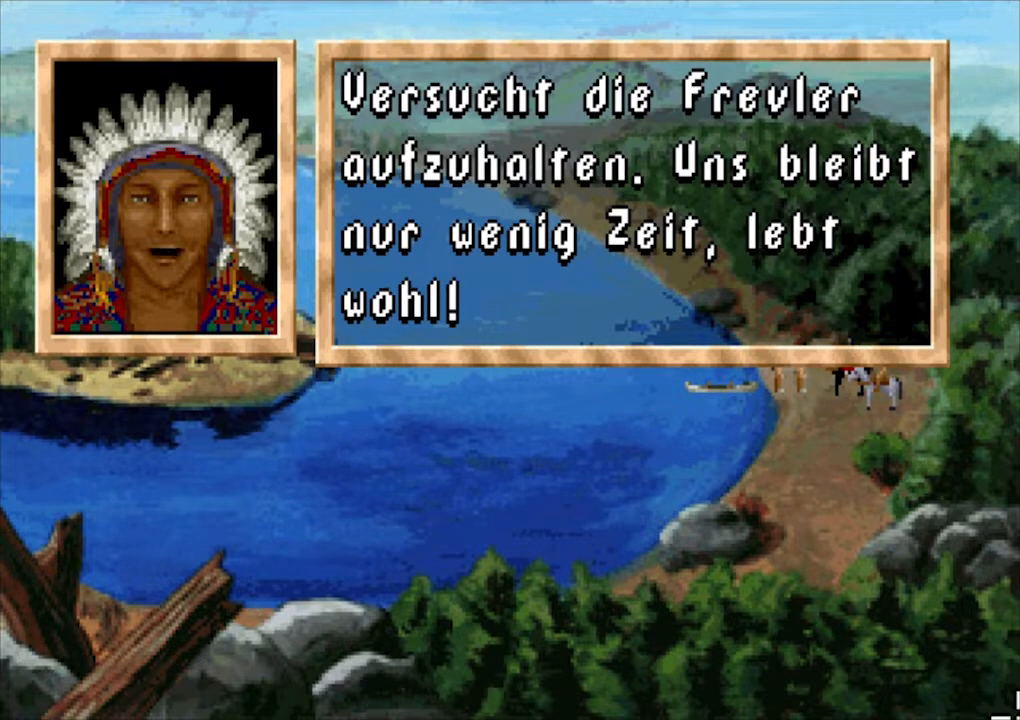 Versucht die Frevler
aufzuhalten. Uns bleibt
nur wenig Zeit, lebt
wohl!